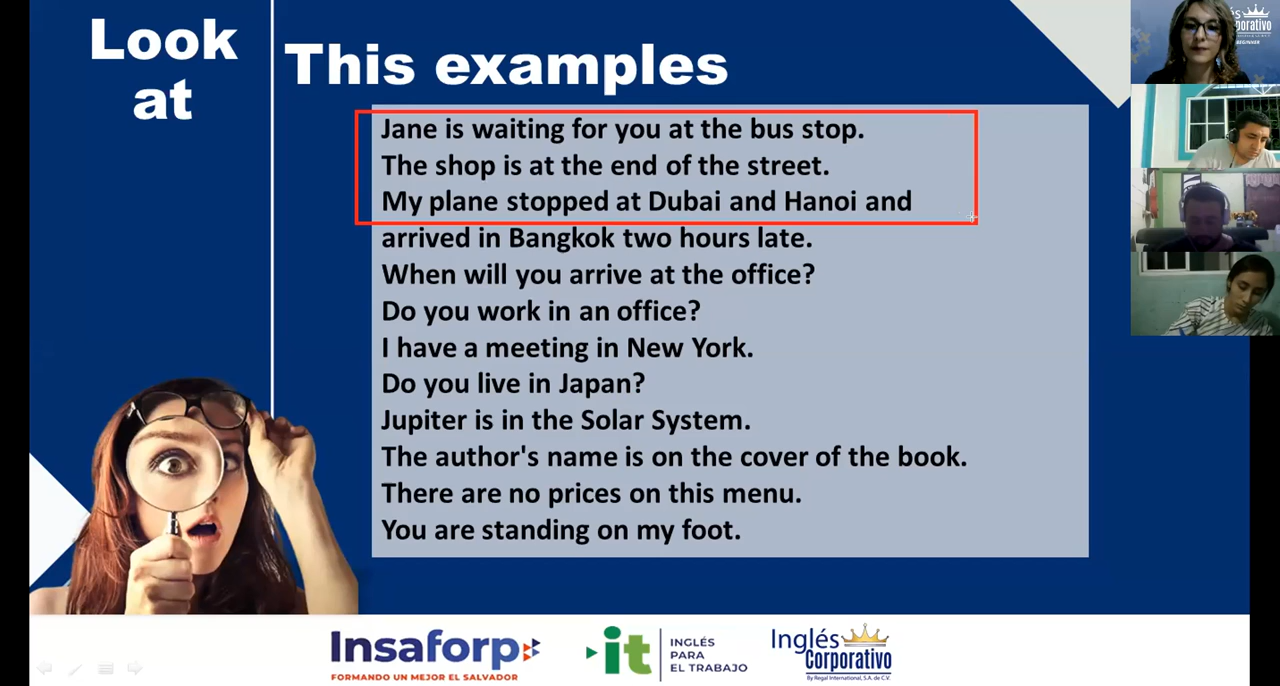 Look
at
This examples
Jane is waiting for you at the bus stop.
The shop is at the end of the street.
My plane stopped at Dubai and Hanoi and
arrived in Bangkok two hours late.
When will you arrive at the office?
Do you work in an office?
I have a meeting in New York.
Do you live in Japan?
Jupiter is in the Solar System.
The author's name is on the cover of the book.
There are no prices on this menu.
You are standing on my foot.
Insaforp
FORMANDO UN MEJOR EL SALVADOR
it
INGLÉS
PARA
EL TRABAJO
Inglés
Corporativo
By Regal International, S.A. de C.V.
BEGINNER